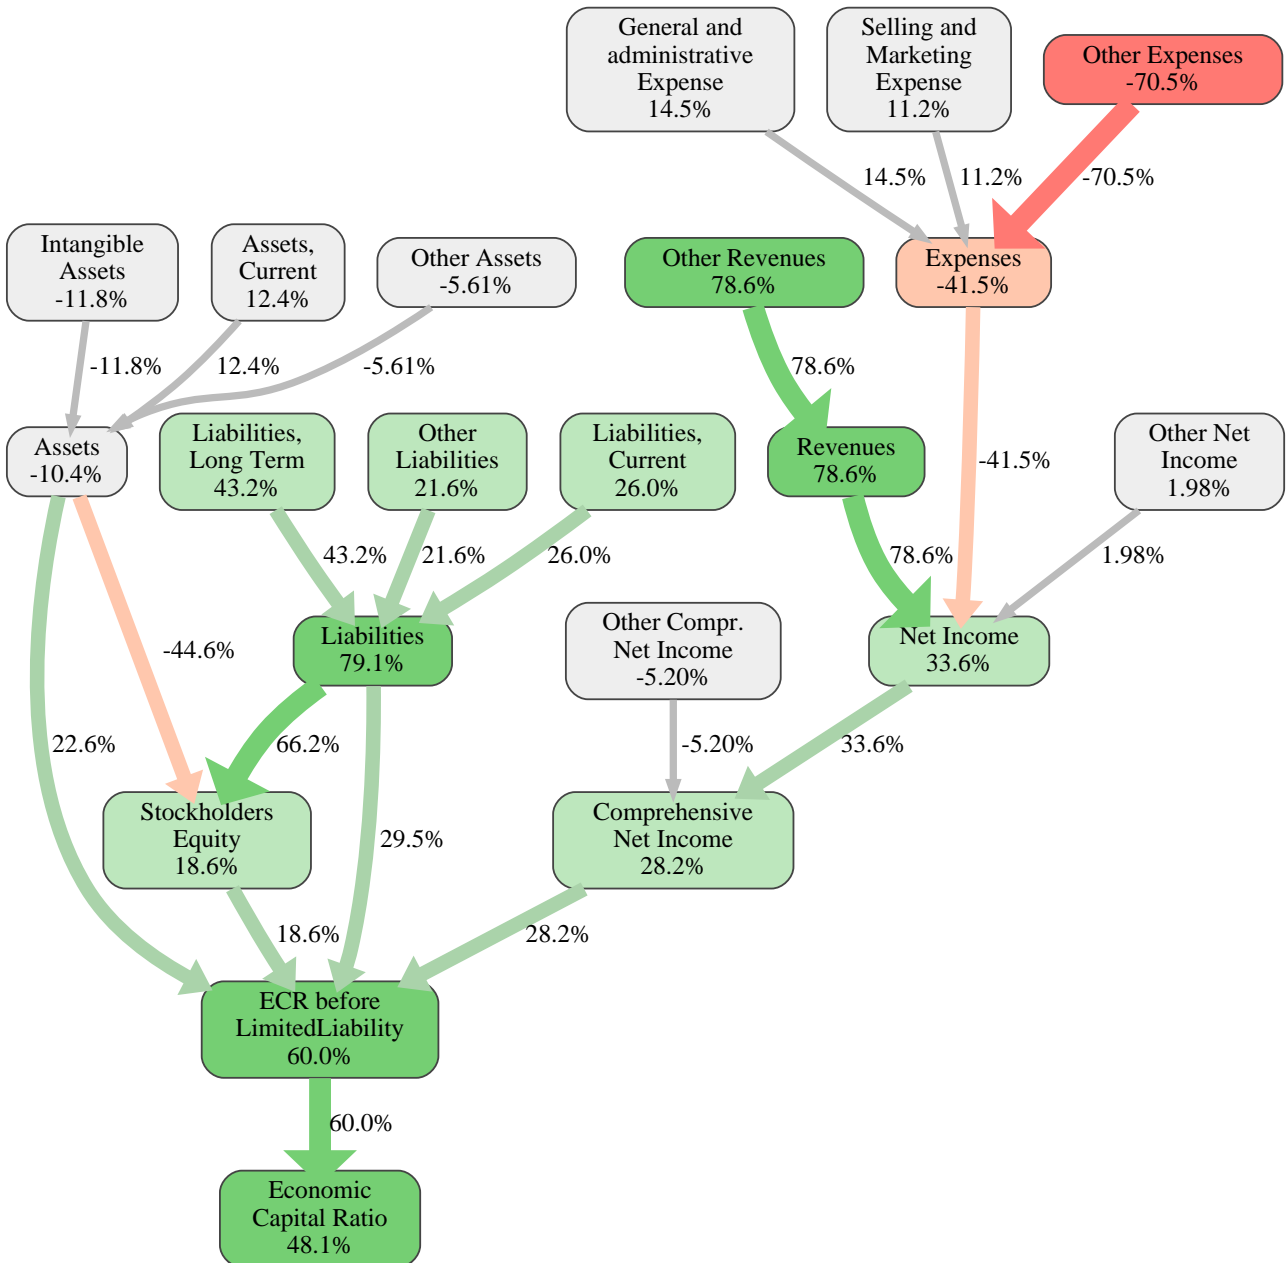 General and
administrative
Expense
14.5%
Selling and
Marketing
Expense
11.2%
Other Expenses
-70.5%
14.5%
11.2%
-70.5%
Intangible
Assets
-11.8%
Assets,
Current
12.4%
Other Assets
-5.61%
Other Revenues
78.6%
Expenses
-41.5%
-11.8%
12.4%
-5.61%
78.6%
Assets
-10.4%
Liabilities,
Long Term
43.2%
Other
Liabilities
21.6%
Liabilities,
Current
26.0%
Revenues
78.6%
-41.5%
Other Net
Income
1.98%
43.2%
21.6%
26.0%
78.6%
1.98%
-44.6%
Liabilities
79.1%
Other Compr.
Net Income
-5.20%
Net Income
33.6%
22.6%
66.2%
-5.20%
33.6%
Stockholders
Equity
18.6%
29.5%
Comprehensive
Net Income
28.2%
18.6%
28.2%
ECR before
LimitedLiability
60.0%
60.0%
Economic
Capital Ratio
48.1%